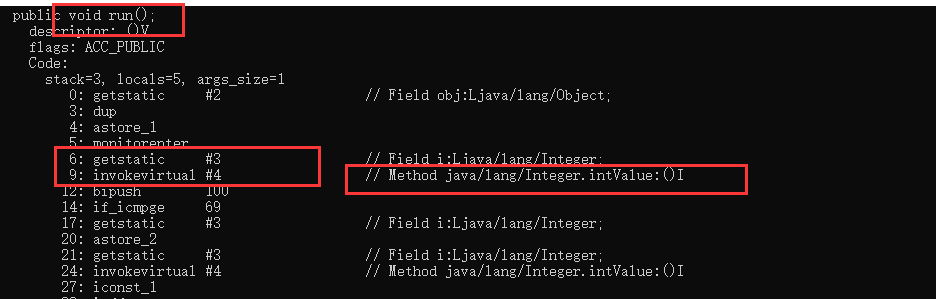 public void run();
descriptor: ()V
flags: ACC_PUBLIC
Code:
stack=3, locals=5, args_size=1
0: getstatic #2 // Field obj:Ljava/lang/Object;
3: dup
4: astore_1
5: monitorenter
6: getstatic #3 // Field i:Ljava/lang/Integer;
9: invokevirtual #4 // Method java/lang/Integer.intValue:()I
12: bipush 100
14: if_icmpge 69
17: getstatic #3 // Field i:Ljava/lang/Integer;
20: astore_2
21: getstatic #3 // Field i:Ljava/lang/Integer;
24: invokevirtual #4 // Method java/lang/Integer.intValue:()I
27: iconst_1